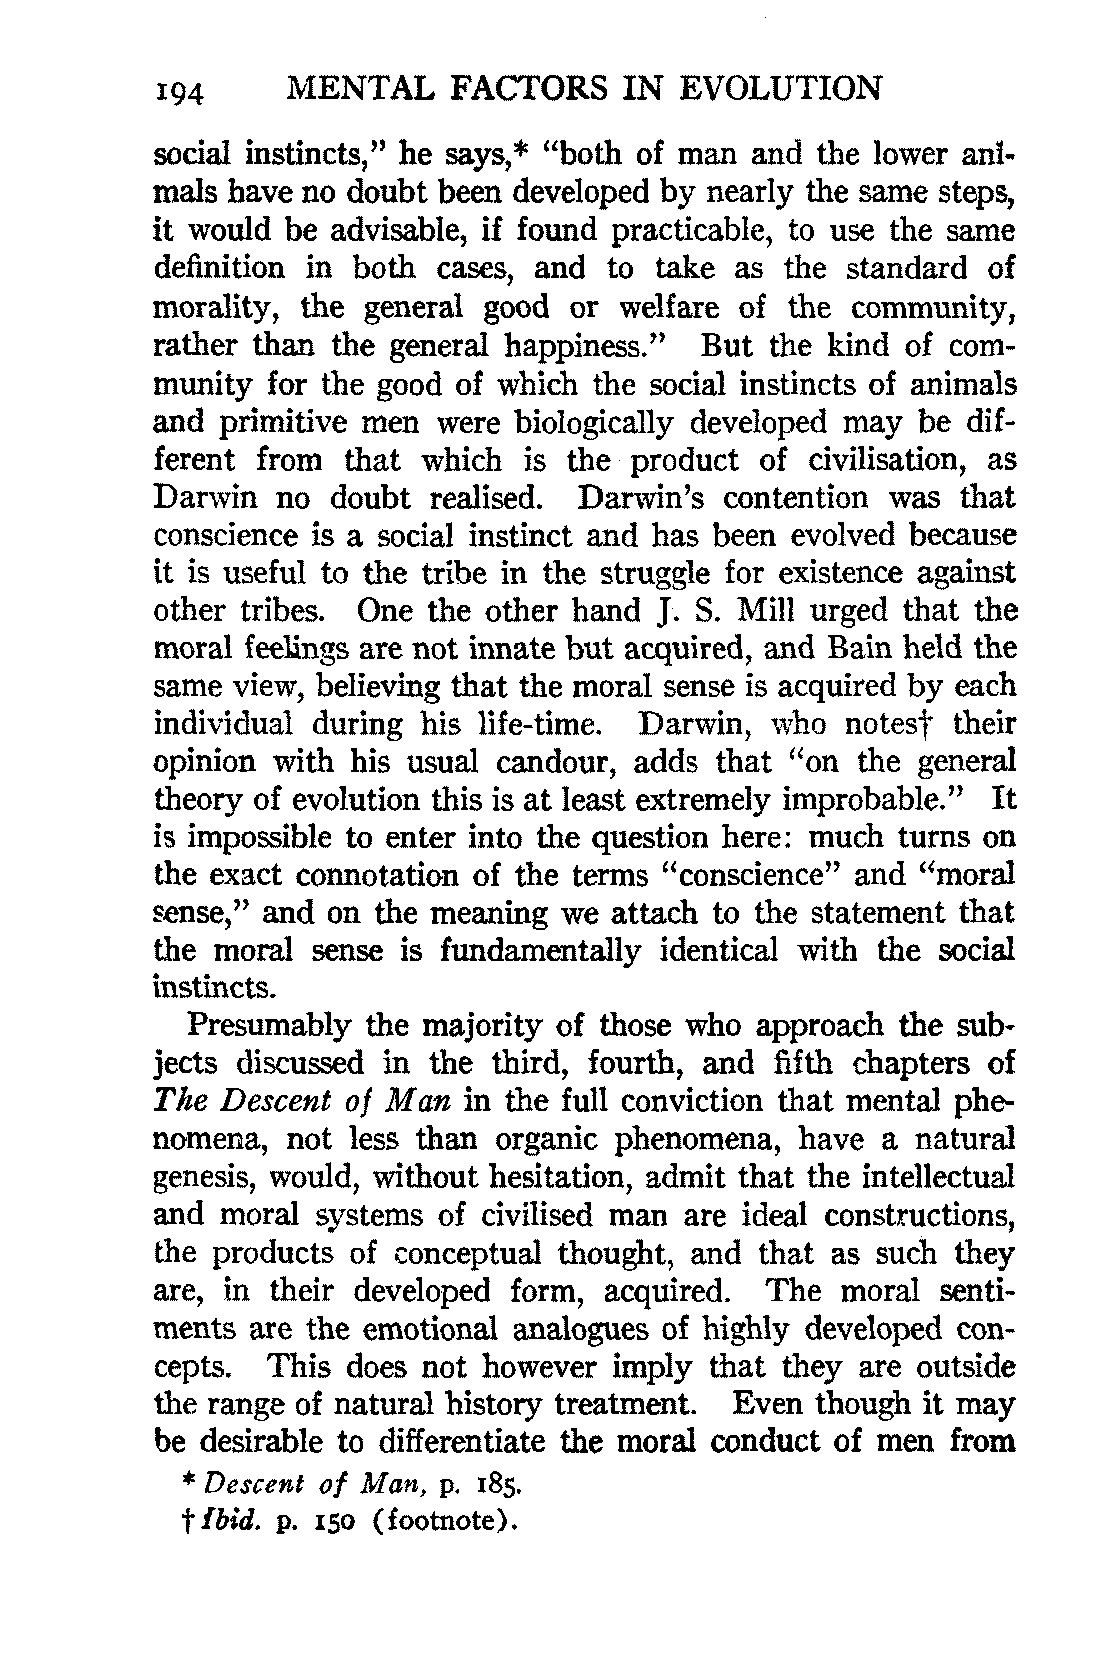 194 MENTAL FACTORS IN EVOLUTION
social instincts,” he says,* “both of man and the lower ani-
mals have no doubt been developed by nearly the same steps,
it would be advisable, if found practicable, to use the same
definition in both cases, and to take as the standard of
morality, the general good or welfare of the community,
rather than the general happiness.” But the kind of com-
munity for the good of which the social instincts of animals
and primitive men were biologically developed may be dif-
ferent from that which is the product of civilisation, as
Darwin no doubt realised. Darwin’s contention was that
conscience is a social instinct and has been evolved because
it is useful to the tribe in the struggle for existence against
other tribes. One the other hand J. S. Mill urged that the
moral feelings are not innate but acquired, and Bain held the
same view, believing that the moral sense is acquired by each
individual during his life-time. Darwin, who notes† their
opinion with his usual candour, adds that “on the general
theory of evolution this is at least extremely improbable.” It
is impossible to enter into the question here: much turns on
the exact connotation of the terms “conscience” and “moral
sense,” and on the meaning we attach to the statement that
the moral sense is fundamentally identical with the social
instincts.
Presumably the majority of those who approach the sub-
jects discussed in the third, fourth, and fifth chapters of
The Descent of Man in the full conviction that mental phe-
nomena, not less than organic phenomena, have a natural
genesis, would, without hesitation, admit that the intellectual
and moral systems of civilised man are ideal constructions,
the products of conceptual thought, and that as such they
are, in their developed form, acquired. The moral senti-
ments are the emotional analogues of highly developed con-
cepts. This does not however imply that they are outside
the range of natural history treatment. Even though it may
be desirable to differentiate the moral conduct of men from
* Descent of Man, p. 185.
† Ibid. p. 150 (footnote).